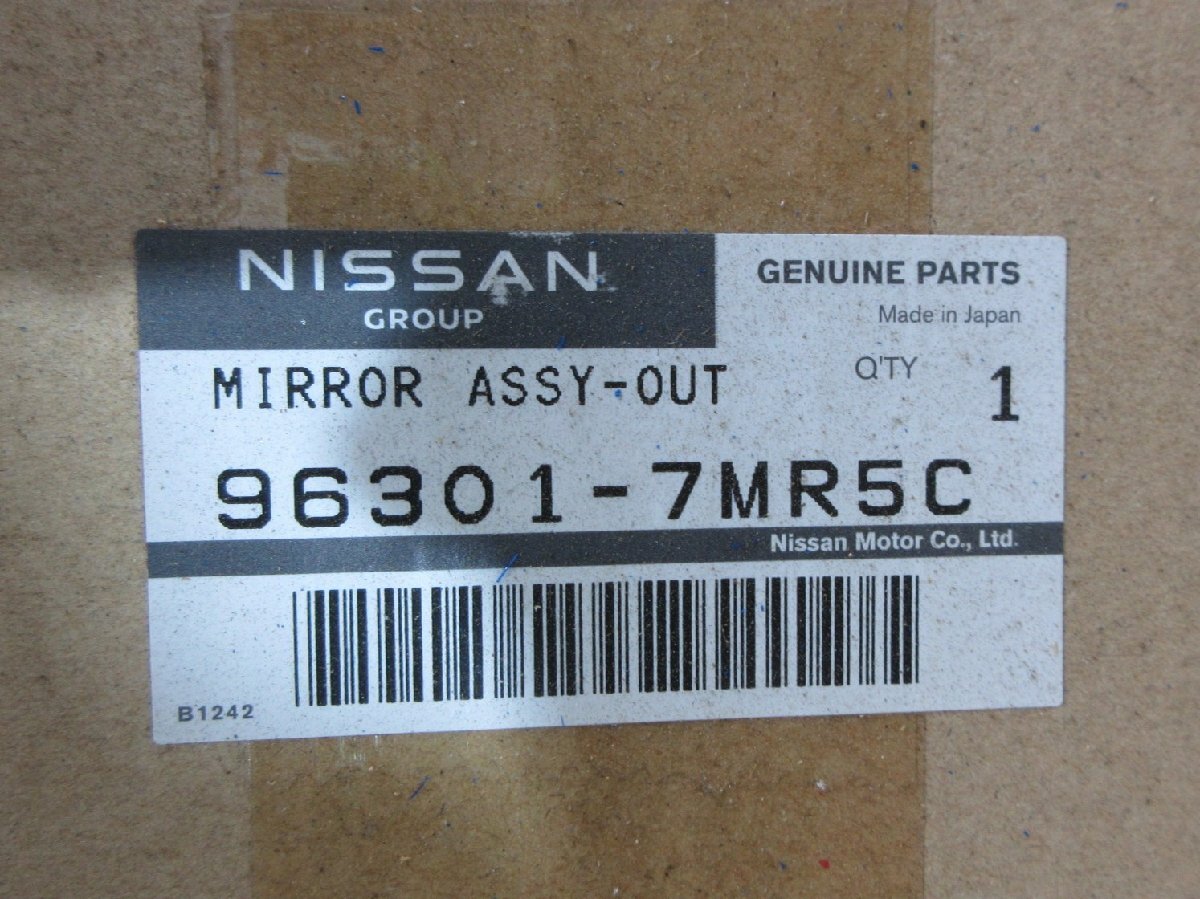 NISSAN
GROUP
GENUINE PARTS
Made in Japan
MIRROR ASSY-OUT
Q'TY 1
96301-7MR5C
Nissan Motor Co., Ltd.
B1242